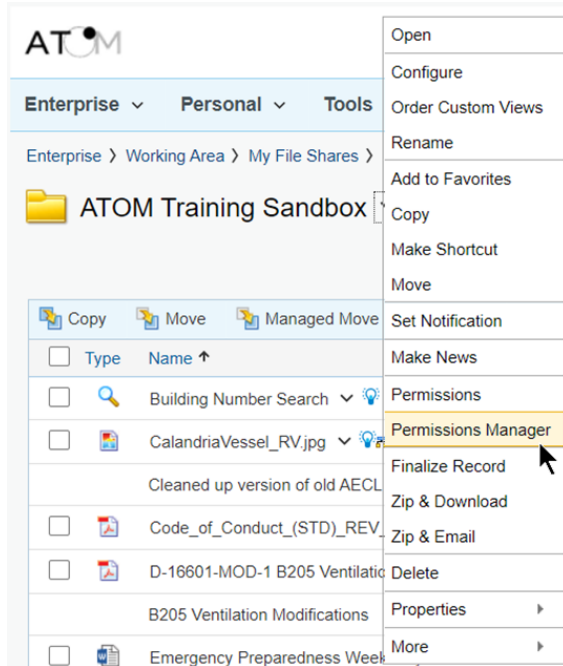 ATOM
Enterprise Personal Tools
Enterprise > Working Area > My File Shares >
ATOM Training Sandbox
Copy Move Managed Move
Type Name
Building Number Search
CalandriaVessel_RV.jpg
Cleaned up version of old AECL
Code_of_Conduct_(STD)_REV_
D-16601-MOD-1 B205 Ventilatio
B205 Ventilation Modifications
Emergency Preparedness Week
Open
Configure
Order Custom Views
Rename
Add to Favorites
Copy
Make Shortcut
Move
Set Notification
Make News
Permissions
Permissions Manager
Finalize Record
Zip & Download
Zip & Email
Delete
Properties
More